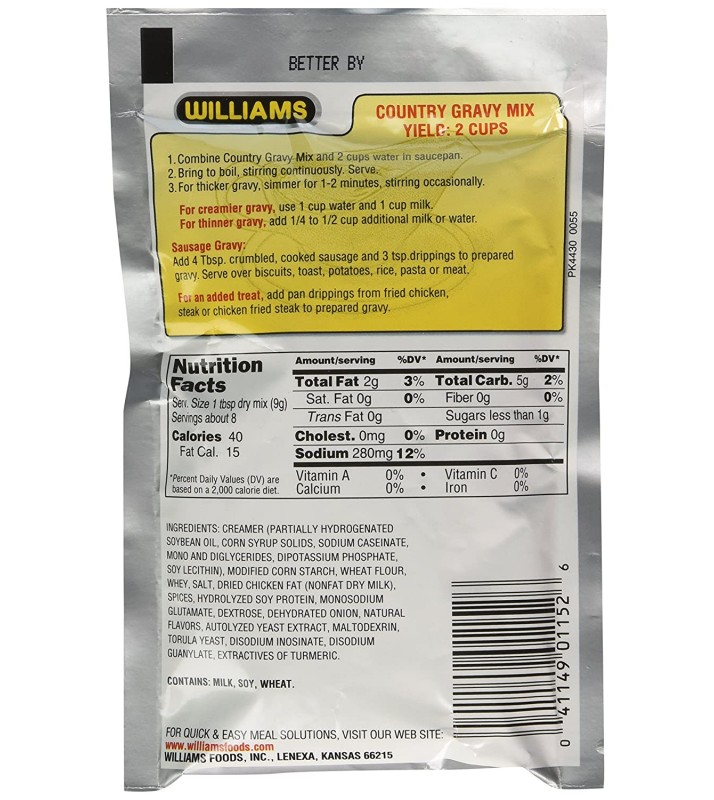 BETTER BY
WILLIAMS
COUNTRY GRAVY MIX
YIELD: 2 CUPS
1. Combine Country Gravy Mix and 2 cups water in saucepan.
2. Bring to boil, stirring continuously. Serve.
3. For thicker gravy, simmer for 1-2 minutes, stirring occasionally.
For creamier gravy, use 1 cup water and 1 cup milk.
For thinner gravy, add 1/4 to 1/2 cup additional milk or water.
Sausage Gravy:
Add 4 Tbsp. crumbled, cooked sausage and 3 tsp.drippings to prepared
gravy. Serve over biscuits, toast, potatoes, rice, pasta or meat.
For an added treat, add pan drippings from fried chicken,
steak or chicken fried steak to prepared gravy.
PK4430 0055
Nutrition
Facts
Serv. Size 1 tbsp dry mix (9g)
Servings about 8
Calories 40
Fat Cal. 15
*Percent Daily Values (DV) are
based on a 2,000 calorie diet.
Amount/serving %DV* Amount/serving %DV*
Total Fat 2g 3% Total Carb. 5g 2%
Sat. Fat 0g 0% Fiber 0g 0%
Trans Fat 0g Sugars less than 1g
Cholest. 0mg 0% Protein 0g
Sodium 280mg 12%
Vitamin A 0% • Vitamin C 0%
Calcium 0% • Iron 0%
INGREDIENTS: CREAMER (PARTIALLY HYDROGENATED
SOYBEAN OIL, CORN SYRUP SOLIDS, SODIUM CASEINATE,
MONO AND DIGLYCERIDES, DIPOTASSIUM PHOSPHATE,
SOY LECITHIN), MODIFIED CORN STARCH, WHEAT FLOUR,
WHEY, SALT, DRIED CHICKEN FAT (NONFAT DRY MILK),
SPICES, HYDROLYZED SOY PROTEIN, MONOSODIUM
GLUTAMATE, DEXTROSE, DEHYDRATED ONION, NATURAL
FLAVORS, AUTOLYZED YEAST EXTRACT, MALTODEXRIN,
TORULA YEAST, DISODIUM INOSINATE, DISODIUM
GUANYLATE, EXTRACTIVES OF TURMERIC.
CONTAINS: MILK, SOY, WHEAT.
0 41149 01152 6
FOR QUICK & EASY MEAL SOLUTIONS, VISIT OUR WEB SITE:
www.williamsfoods.com
WILLIAMS FOODS, INC., LENEXA, KANSAS 66215